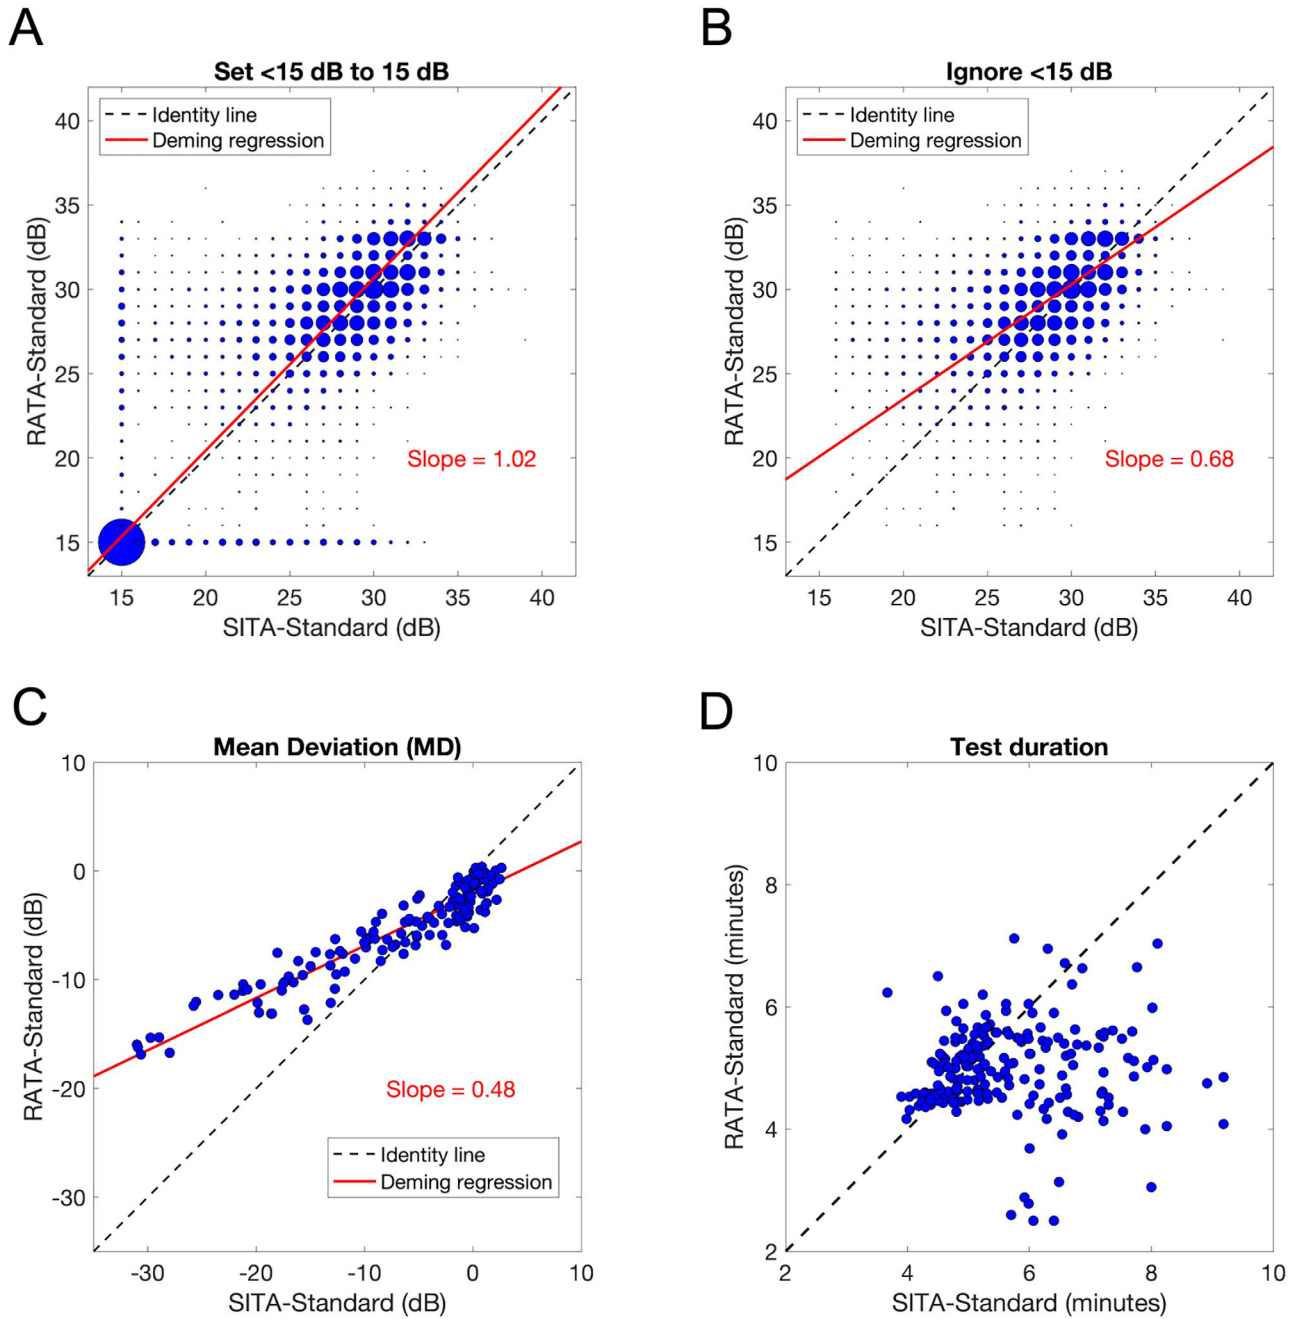 A
Set <15 dB to 15 dB
Identity line
Deming regression
40
35
30
25
20
15
RATA-Standard (dB)
Slope = 1.02
15 20 25 30 35 40
SITA-Standard (dB)
B
Ignore <15 dB
Identity line
Deming regression
40
35
30
25
20
15
RATA-Standard (dB)
Slope = 0.68
15 20 25 30 35 40
SITA-Standard (dB)
C
Mean Deviation (MD)
10
0
-10
-20
-30
RATA-Standard (dB)
Slope = 0.48
Identity line
Deming regression
-30 -20 -10 0 10
SITA-Standard (dB)
D
Test duration
10
8
6
4
2
RATA-Standard (minutes)
2 4 6 8 10
SITA-Standard (minutes)